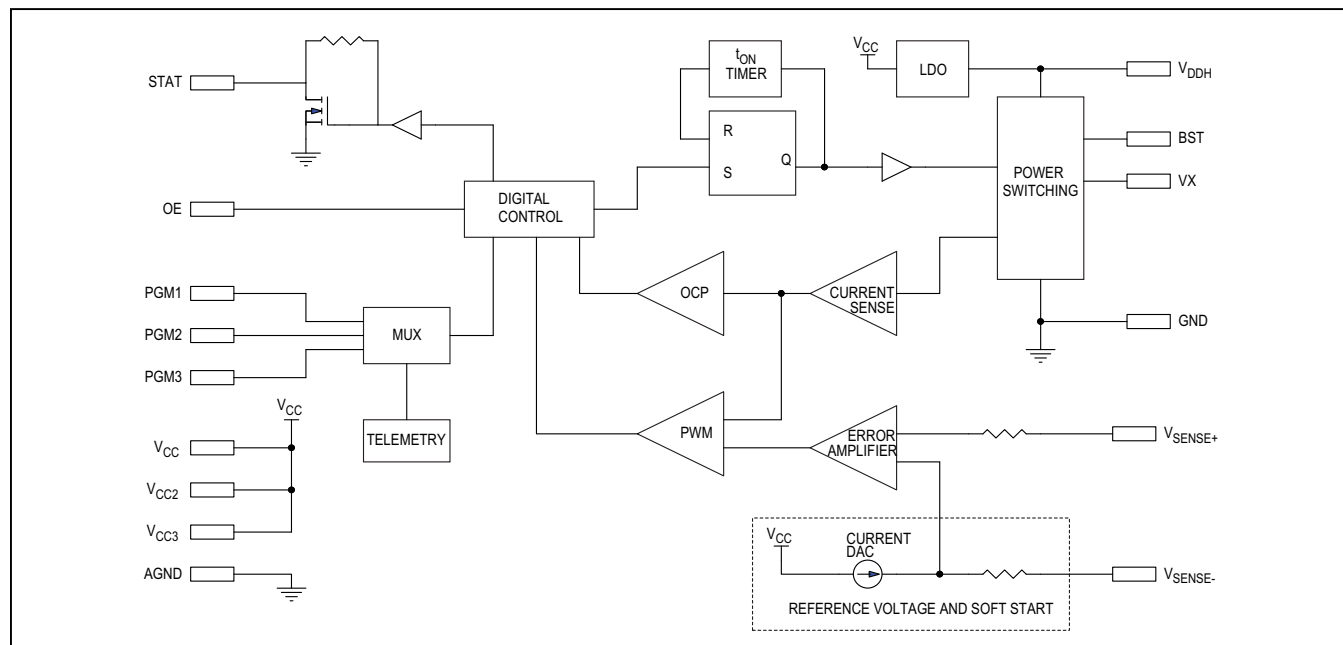 STAT
OE
PGM1
PGM2
PGM3
VCC
VCC
VCC2
VCC3
AGND
MUX
TELEMETRY
DIGITAL
CONTROL
tON
TIMER
R
S
Q
VCC
LDO
POWER
SWITCHING
OCP
CURRENT
SENSE
PWM
ERROR
AMPLIFIER
VCC
CURRENT
DAC
REFERENCE VOLTAGE AND SOFT START
VDDH
BST
VX
GND
VSENSE+
VSENSE-